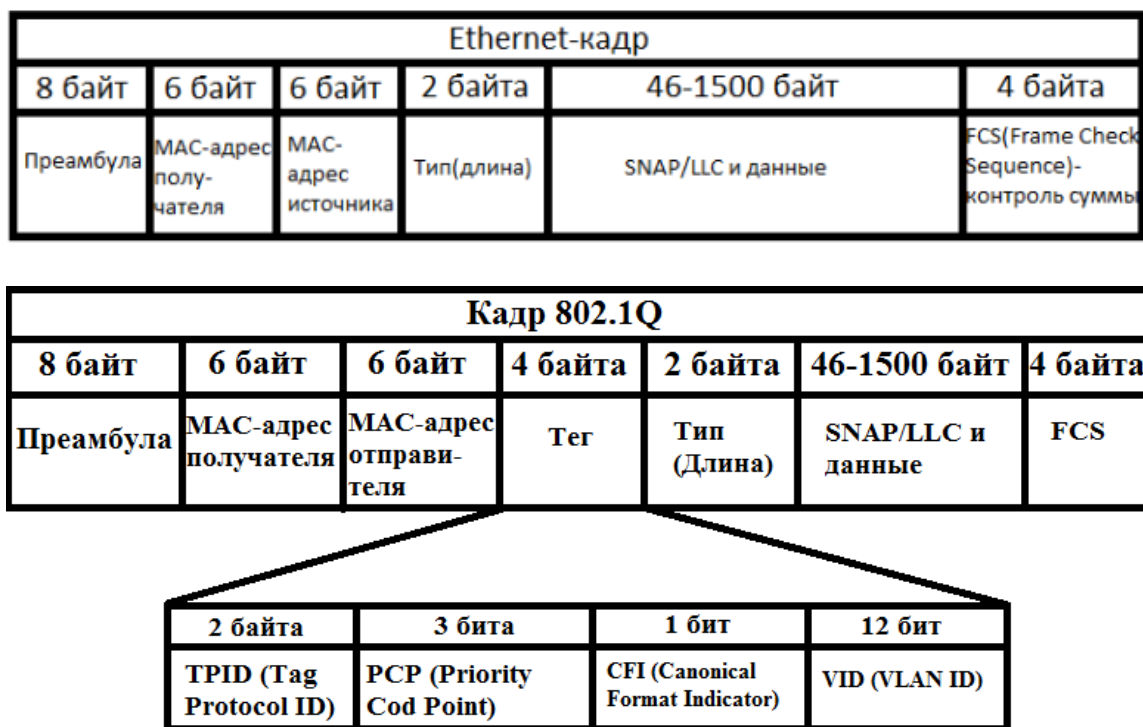 Ethernet-кадр
8 байт 6 байт 6 байт 2 байта 46-1500 байт 4 байта
Преамбула
MAC-адрес
полу-
чателя
MAC-
адрес
источника
Тип(длина)
SNAP/LLC и данные
FCS(Frame Check
Sequence)-
контроль суммы
Кадр 802.1Q
8 байт 6 байт 6 байт 4 байта 2 байта 46-1500 байт 4 байта
Преамбула
MAC-адрес
получателя
MAC-адрес
отправи-
теля
Тег
Тип
(Длина)
SNAP/LLC и
данные
FCS
2 байта 3 бита 1 бит 12 бит
TPID (Tag
Protocol ID)
PCP (Priority
Cod Point)
CFI (Canonical
Format Indicator)
VID (VLAN ID)